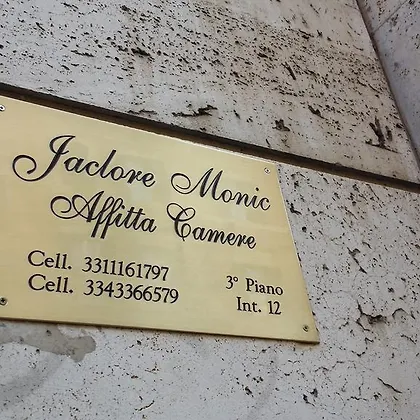 Jaclore Monic
Affitta Camere
Cell. 3311161797
Cell. 3343366579
3° Piano
Int. 12